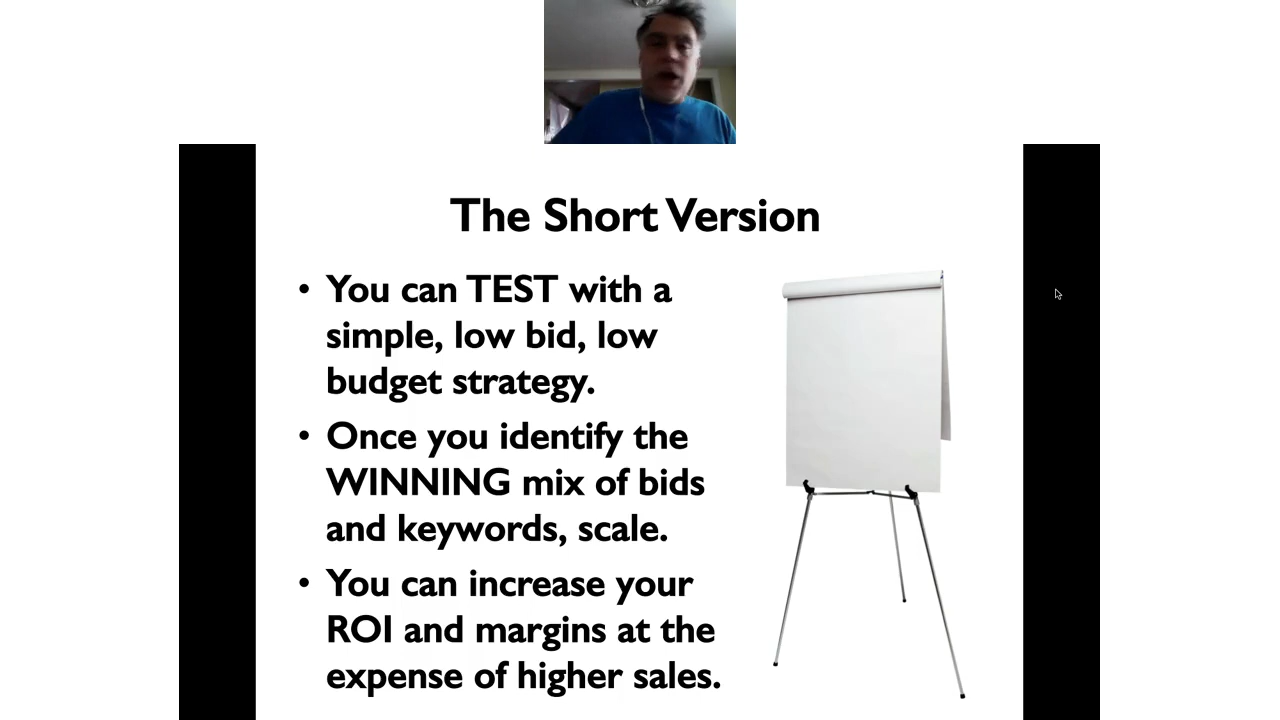 The Short Version
• You can TEST with a
simple, low bid, low
budget strategy.
• Once you identify the
WINNING mix of bids
and keywords, scale.
• You can increase your
ROI and margins at the
expense of higher sales.